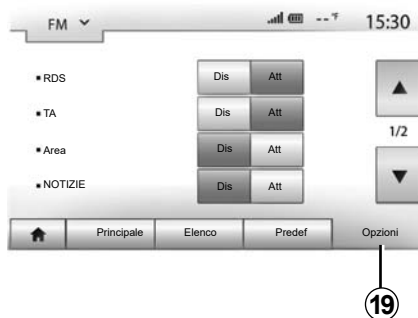 FM --°F 15:30
RDS Dis Att
TA Dis Att
1/2
Area Dis Att
NOTIZIE Dis Att
Principale Elenco Predef Opzioni
19